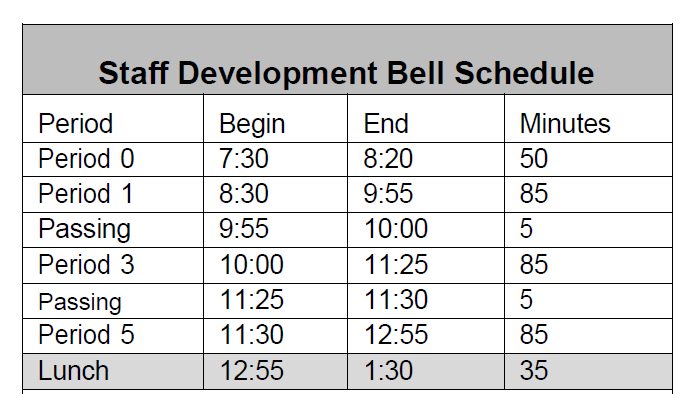 Staff Development Bell Schedule
Period Begin End Minutes
Period 0 7:30 8:20 50
Period 1 8:30 9:55 85
Passing 9:55 10:00 5
Period 3 10:00 11:25 85
Passing 11:25 11:30 5
Period 5 11:30 12:55 85
Lunch 12:55 1:30 35